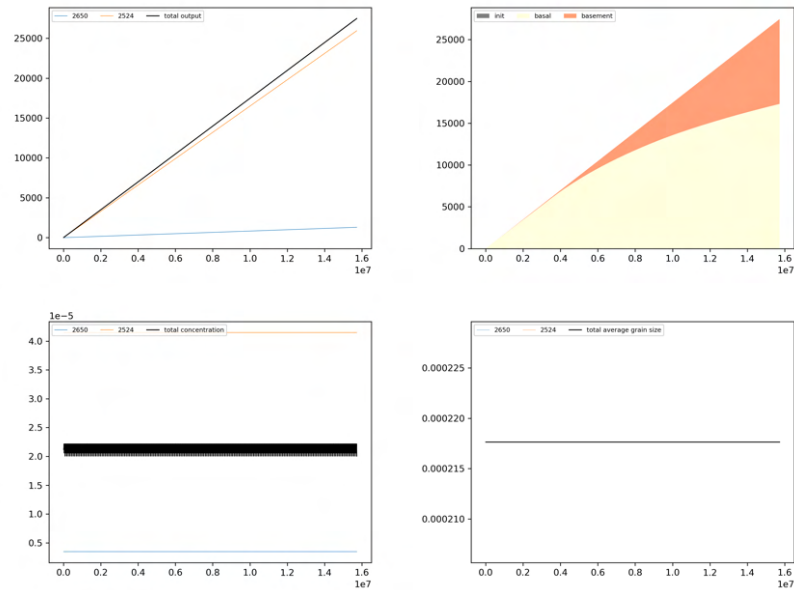 2650 2524 total output
25000
20000
15000
10000
5000
0
0.0 0.2 0.4 0.6 0.8 1.0 1.2 1.4 1.6
1e7
init basal basement
25000
20000
15000
10000
5000
0
0.0 0.2 0.4 0.6 0.8 1.0 1.2 1.4 1.6
1e7
1e−5
2650 2524 total concentration
4.0
3.5
3.0
2.5
2.0
1.5
1.0
0.5
0.0 0.2 0.4 0.6 0.8 1.0 1.2 1.4 1.6
1e7
2650 2524 total average grain size
0.000225
0.000220
0.000215
0.000210
0.0 0.2 0.4 0.6 0.8 1.0 1.2 1.4 1.6
1e7